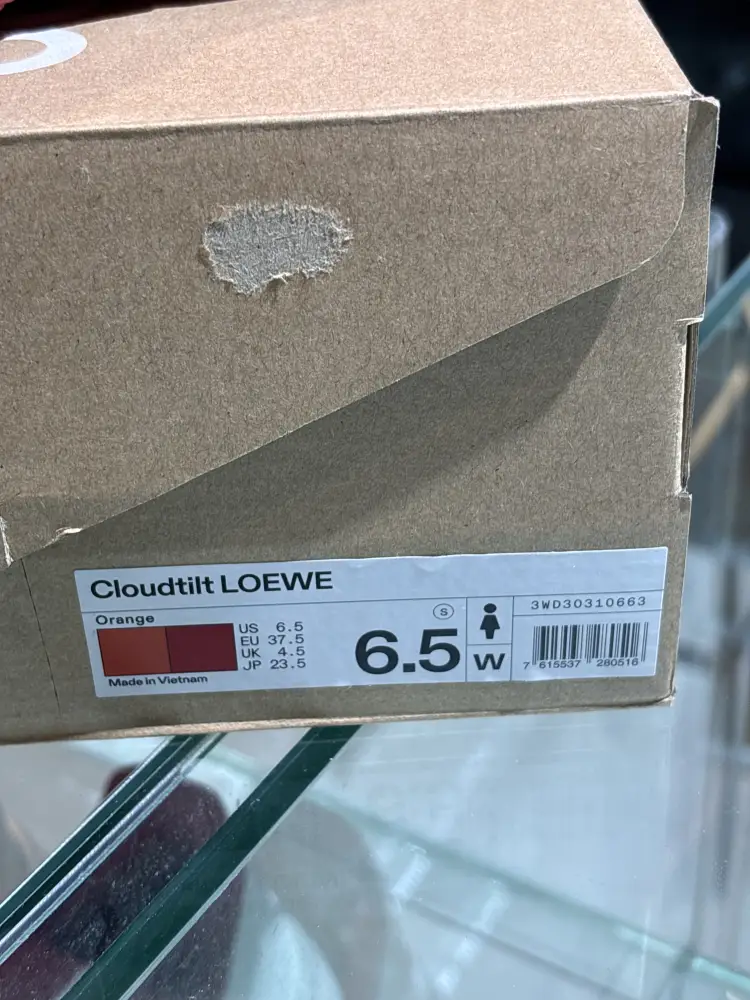 Cloudtilt LOEWE
Orange
US 6.5
EU 37.5
UK 4.5
JP 23.5
Made in Vietnam
S
6.5
W
3WD30310663
7 615537 280516